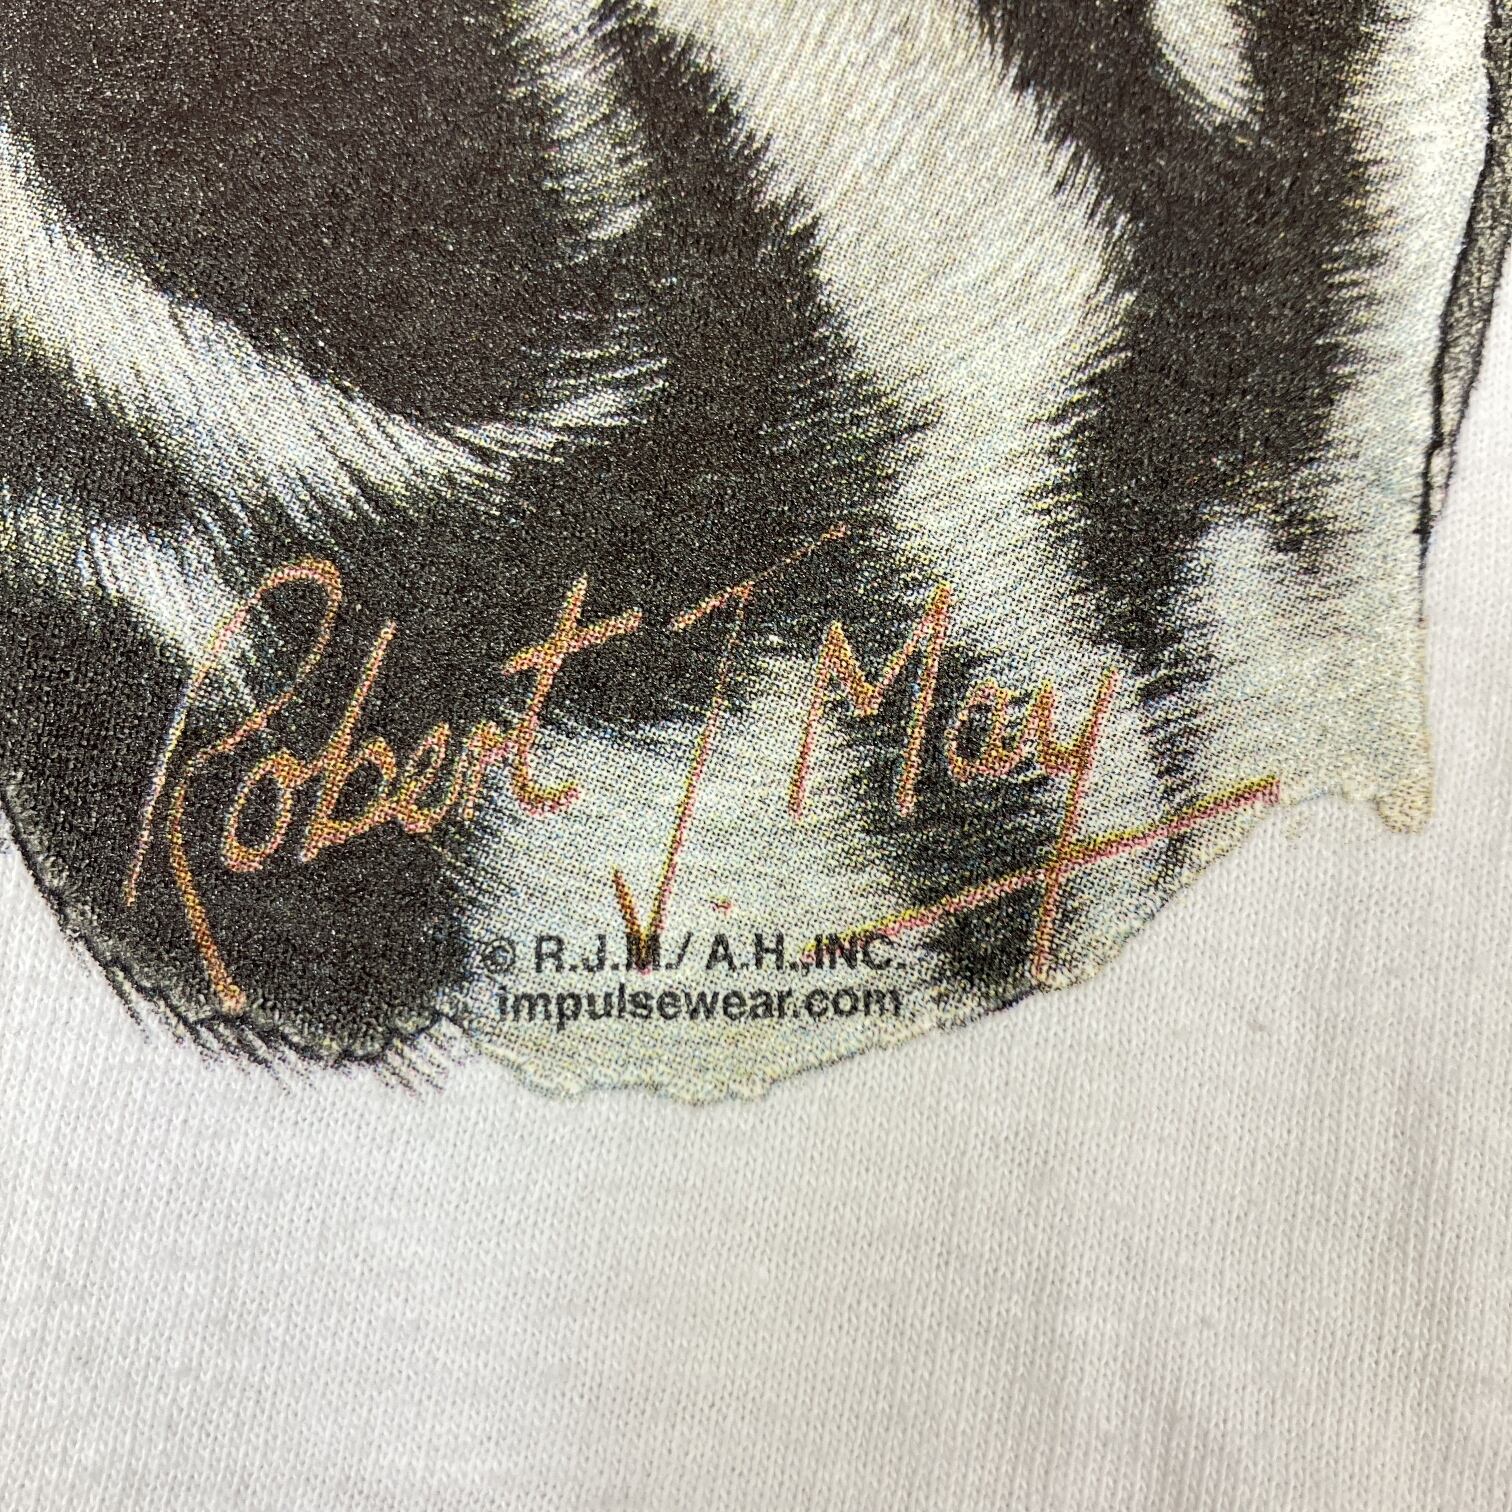 Robert J May
© R.J.M./ A.H.,INC.
impulsewear.com